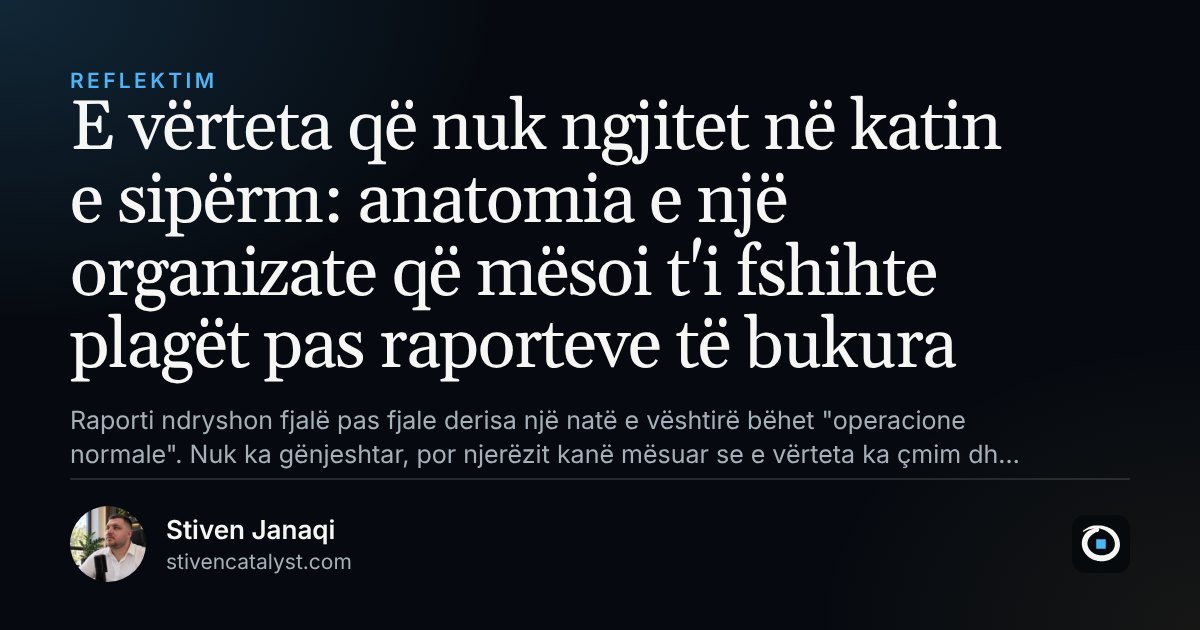 REFLEKTIM
E vërteta që nuk ngjitet në katin
e sipërm: anatomia e një
organizate që mësoi t'i fshihte
plagët pas raporteve të bukura
Raporti ndryshon fjalë pas fjale derisa një natë e vështirë bëhet "operacione
normale". Nuk ka gënjeshtar, por njerëzit kanë mësuar se e vërteta ka çmim dh...
Stiven Janaqi
stivencatalyst.com